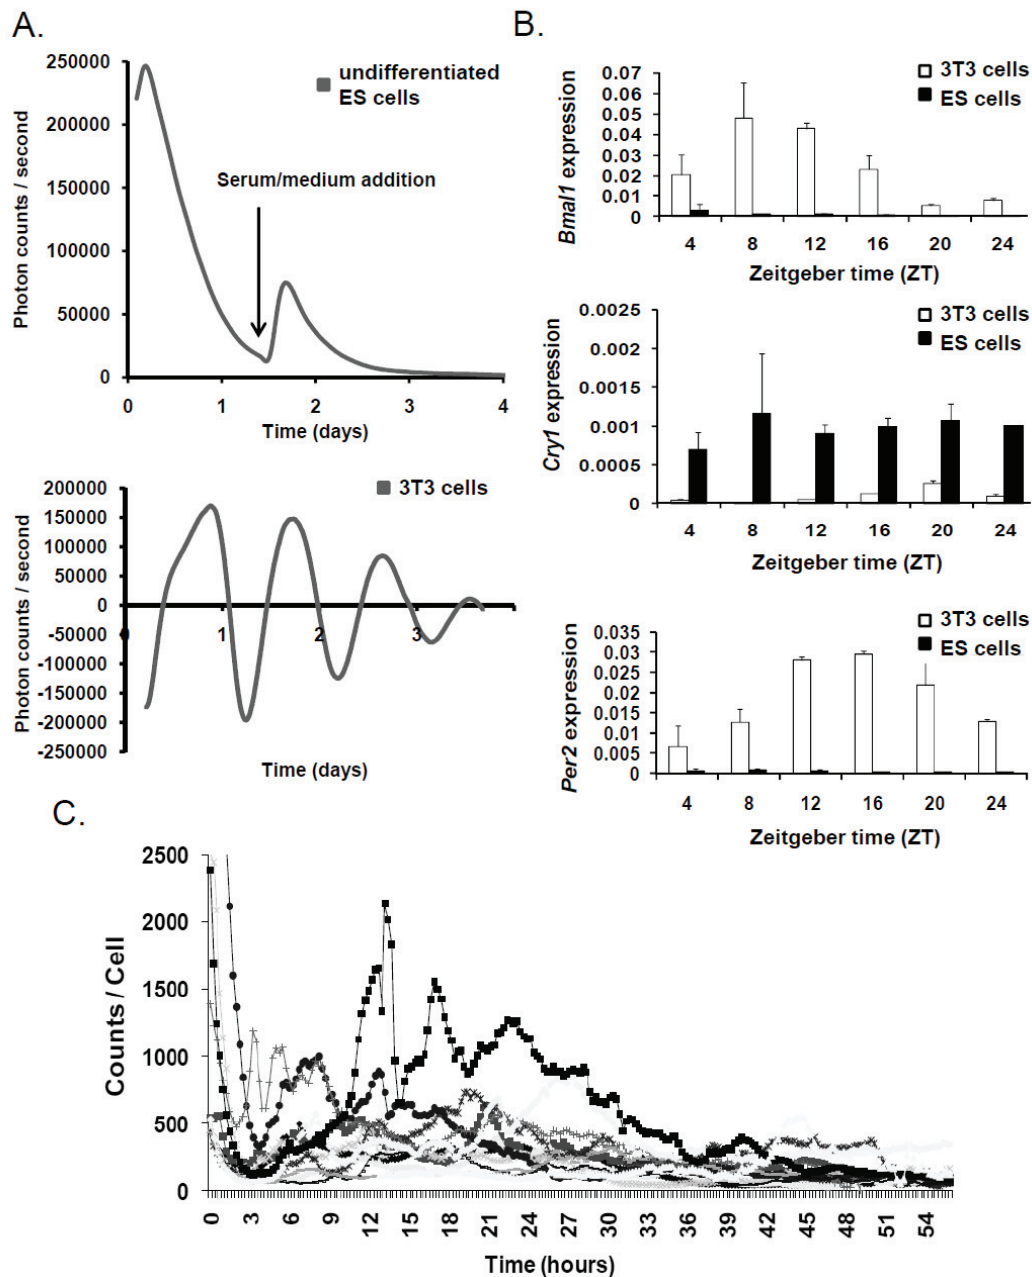 A.
250000
200000
150000
100000
50000
0
Photon counts / second
undifferentiated
ES cells
Serum/medium addition
0 1 2 3 4
Time (days)
200000
150000
100000
50000
0
-50000
-100000
-150000
-200000
-250000
Photon counts / second
3T3 cells
0 1 2 3
Time (days)
B.
0.07
0.06
0.05
0.04
0.03
0.02
0.01
0
Bmal1 expression
3T3 cells
ES cells
4 8 12 16 20 24
Zeitgeber time (ZT)
0.0025
0.002
0.0015
0.001
0.0005
0
Cry1 expression
3T3 cells
ES cells
4 8 12 16 20 24
Zeitgeber time (ZT)
0.035
0.03
0.025
0.02
0.015
0.01
0.005
0
Per2 expression
3T3 cells
ES cells
4 8 12 16 20 24
Zeitgeber time (ZT)
C.
2500
2000
1500
1000
500
0
Counts / Cell
0 3 6 9 12 15 18 21 24 27 30 33 36 39 42 45 48 51 54
Time (hours)